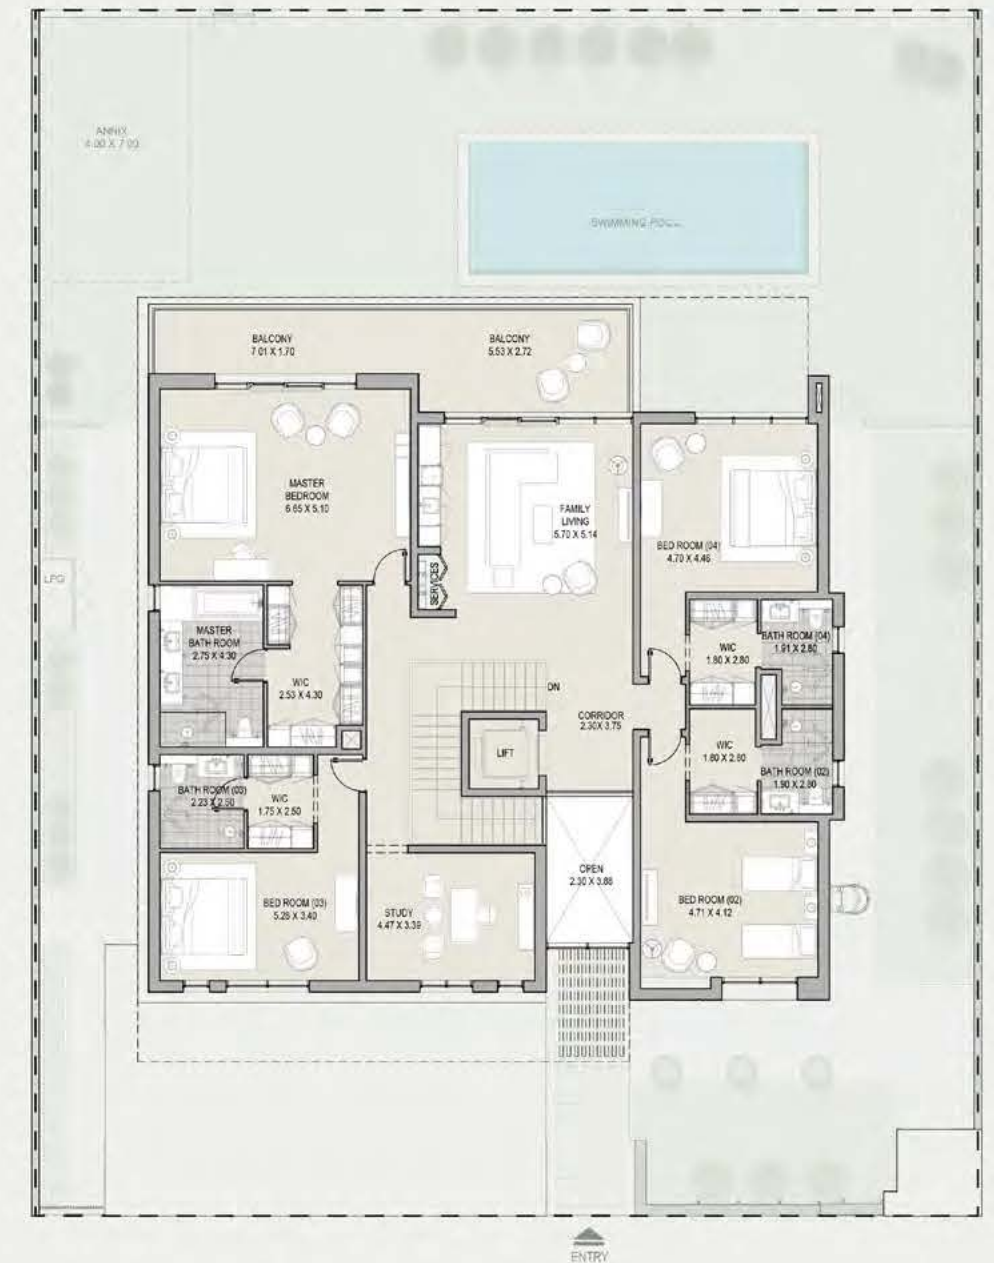 ANNIX
4.00 X 7.00
SWIMMING POOL
BALCONY
7.01 X 1.70
BALCONY
5.53 X 2.72
MASTER
BEDROOM
6.65 X 5.10
FAMILY
LIVING
5.70 X 5.14
BED ROOM (04)
4.70 X 4.46
SERVICES
LPG
MASTER
BATH ROOM
2.75 X 4.30
WIC
2.53 X 4.30
WIC
1.80 X 2.80
BATH ROOM (04)
1.91 X 2.80
DN
CORRIDOR
2.30X 3.75
LIFT
WIC
1.80 X 2.80
BATH ROOM (02)
1.90 X 2.80
BATH ROOM (03)
2.23 X 2.50
WIC
1.75 X 2.50
OPEN
2.30 X 3.88
BED ROOM (03)
5.26 X 3.40
STUDY
4.47 X 3.39
BED ROOM (02)
4.71 X 4.12
ENTRY